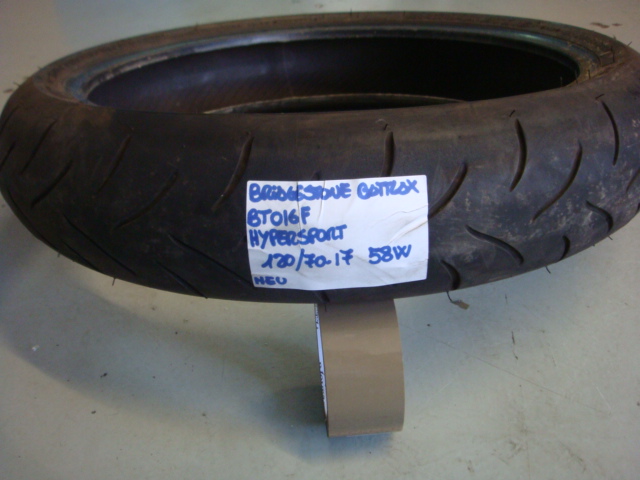 BRIDGESTONE BATTLAX
BT016F
HYPERSPORT
120/70-17 58W
NEU